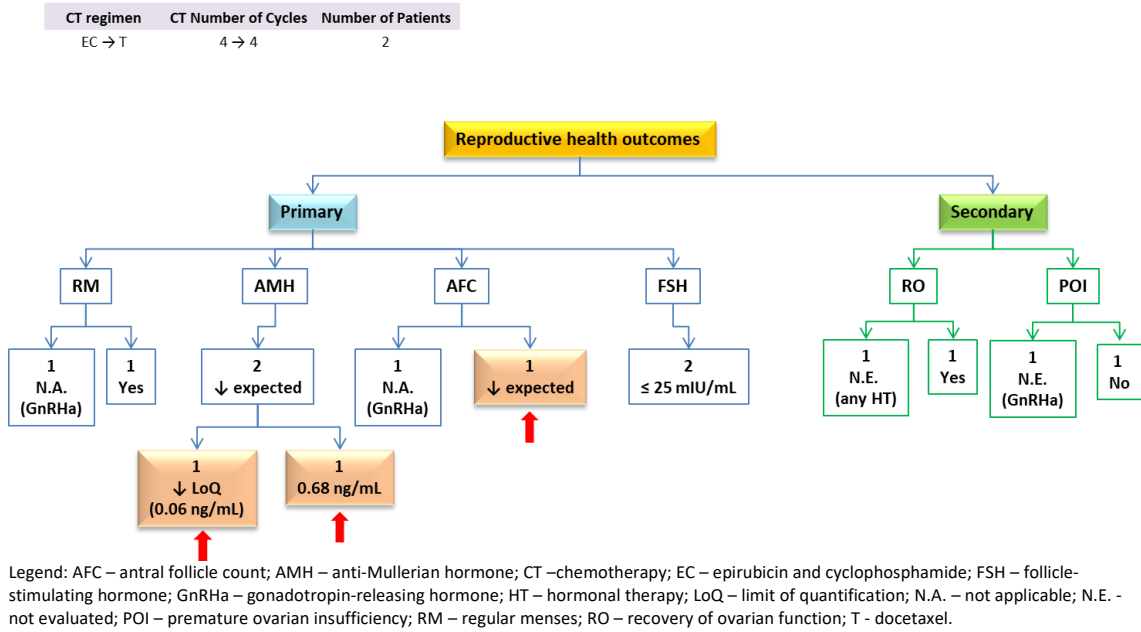 CT regimen CT Number of Cycles Number of Patients
EC → T 4 → 4 2
Reproductive health outcomes
Primary Secondary
RM AMH AFC FSH RO POI
1
N.A.
(GnRHa)
1
Yes
2
↓ expected
1
N.A.
(GnRHa)
1
↓ expected
2
≤ 25 mIU/mL
1
N.E.
(any HT)
1
Yes
1
N.E.
(GnRHa)
1
No
1
↓ LoQ
(0.06 ng/mL)
1
0.68 ng/mL
Legend: AFC – antral follicle count; AMH – anti-Mullerian hormone; CT –chemotherapy; EC – epirubicin and cyclophosphamide; FSH – follicle-
stimulating hormone; GnRHa – gonadotropin-releasing hormone; HT – hormonal therapy; LoQ – limit of quantification; N.A. – not applicable; N.E. -
not evaluated; POI – premature ovarian insufficiency; RM – regular menses; RO – recovery of ovarian function; T - docetaxel.